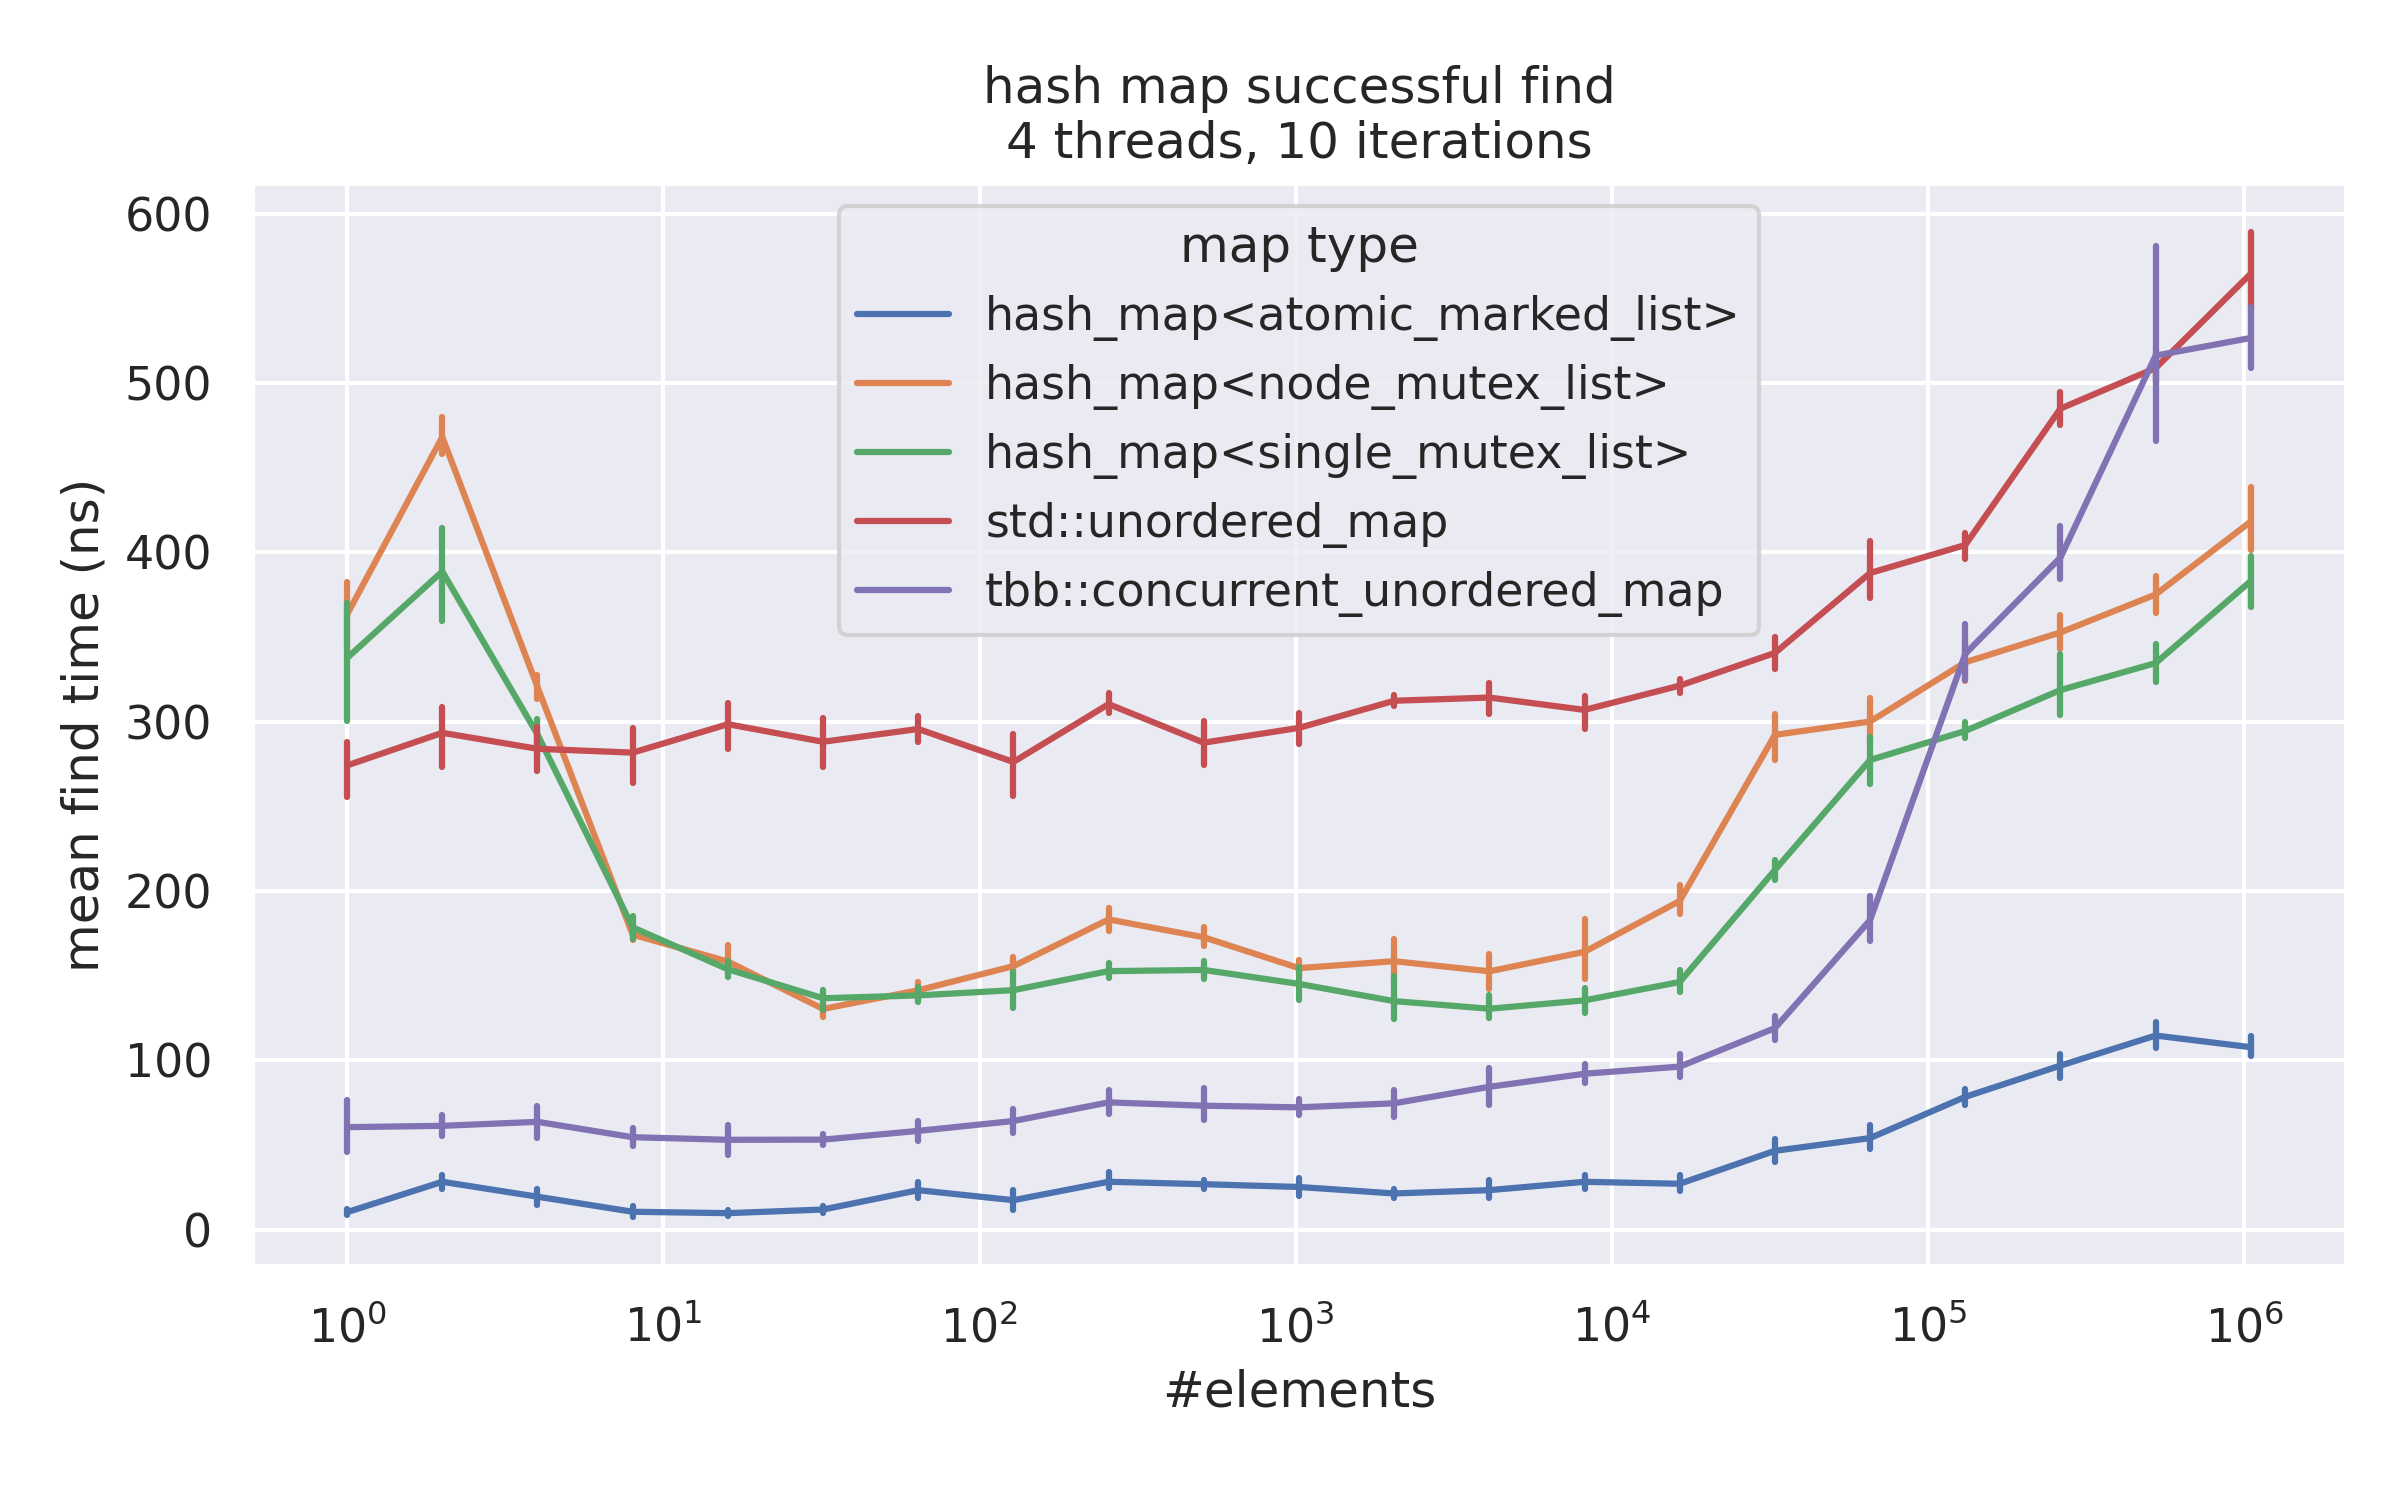 hash map successful find
4 threads, 10 iterations
600
500
400
300
200
100
0
mean find time (ns)
map type
hash_map<atomic_marked_list>
hash_map<node_mutex_list>
hash_map<single_mutex_list>
std::unordered_map
tbb::concurrent_unordered_map
10⁰ 10¹ 10² 10³ 10⁴ 10⁵ 10⁶
#elements